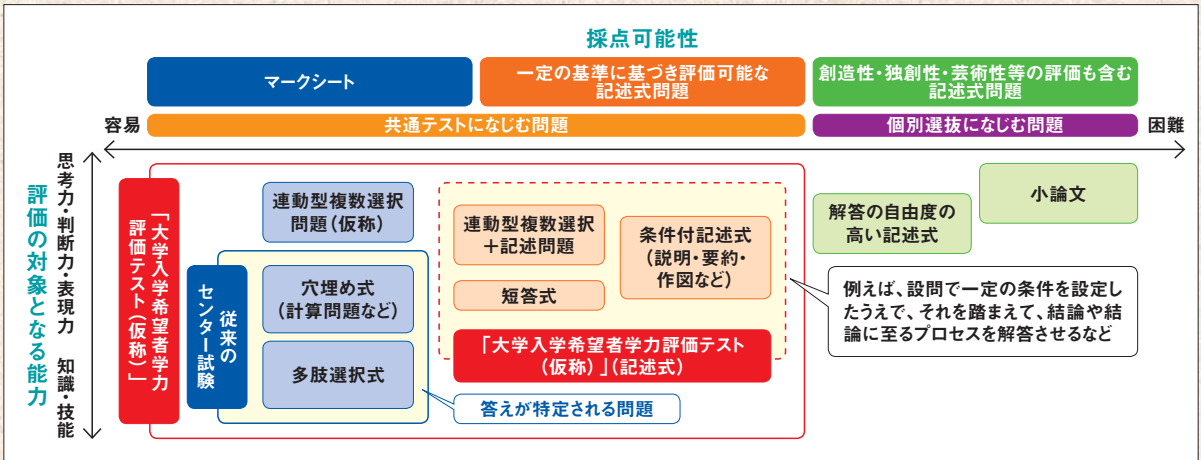 採点可能性
マークシート
一定の基準に基づき評価可能な
記述式問題
創造性・独創性・芸術性等の評価も含む
記述式問題
容易
共通テストになじむ問題
個別選抜になじむ問題
困難
評価の対象となる能力
思考力・判断力・表現力
知識・技能
「大学入学希望者学力
評価テスト(仮称)」
従来の
センター試験
連動型複数選択
問題(仮称)
穴埋め式
(計算問題など)
多肢選択式
連動型複数選択
+記述問題
短答式
条件付記述式
(説明・要約・
作図など)
「大学入学希望者学力評価テスト
(仮称)」(記述式)
答えが特定される問題
解答の自由度の
高い記述式
小論文
例えば、設問で一定の条件を設定し
たうえで、それを踏まえて、結論や結
論に至るプロセスを解答させるなど